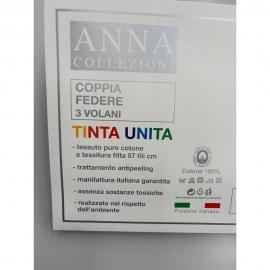 ANNA
COLLEZIONI
COPPIA
FEDERE
3 VOLANI
TINTA UNITA
- tessuto puro cotone
a tessitura fitta 57 fili cm
- trattamento antipeeling
- manifattura italiana garantita
- assenza sostanze tossiche
- realizzato nel rispetto
dell'ambiente
Cotone 100%
Prodotto Italiano